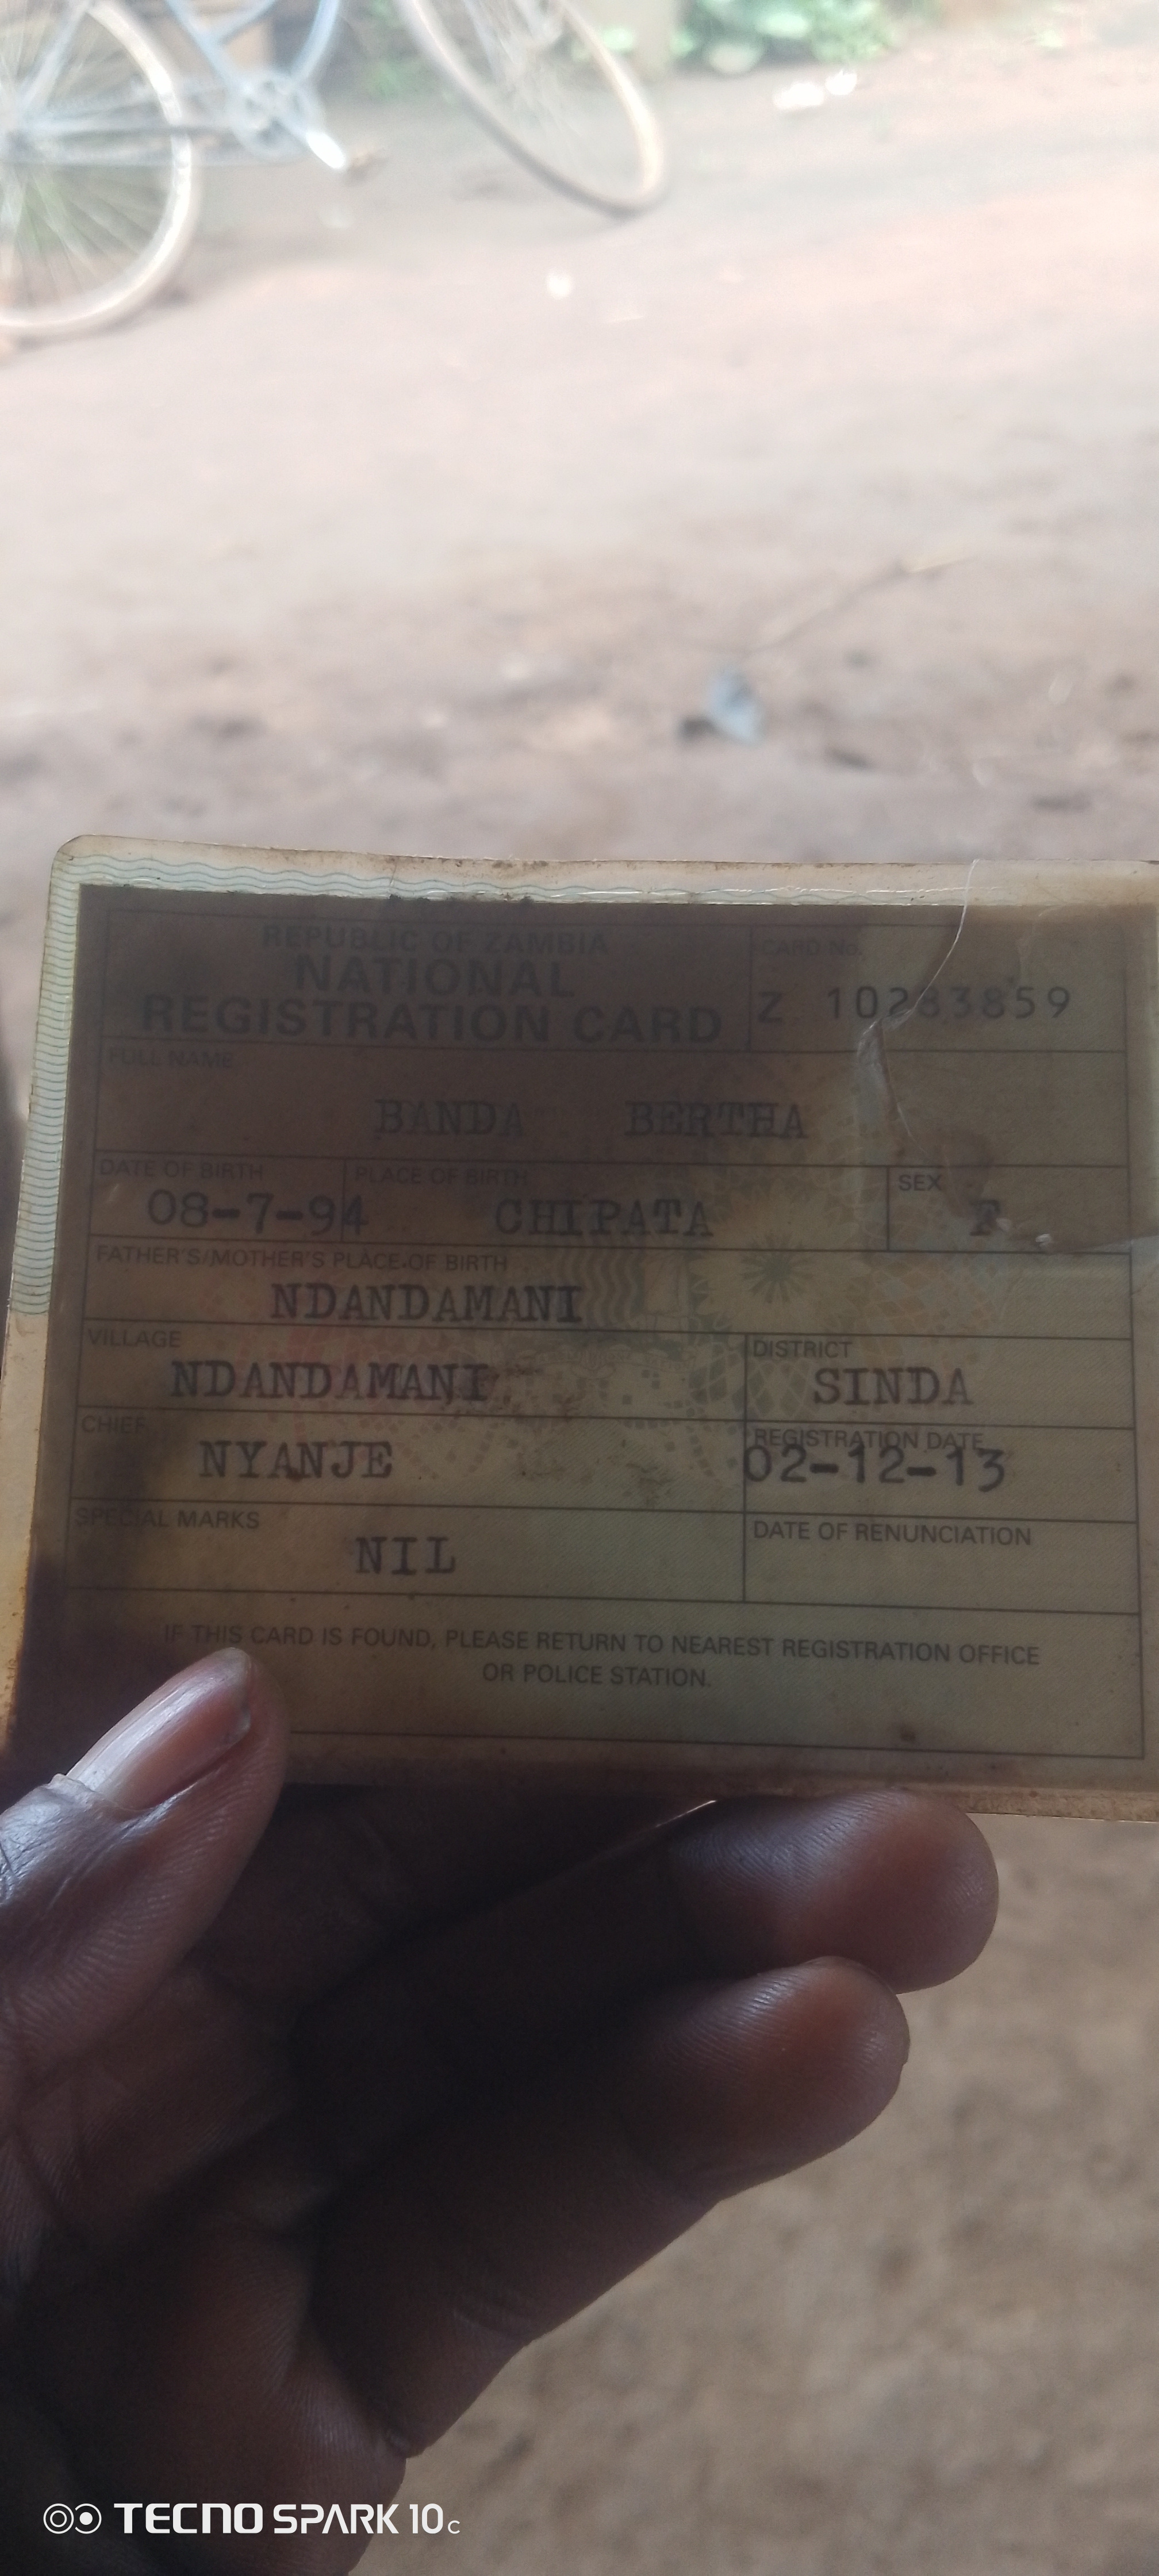 REPUBLIC OF ZAMBIA
NATIONAL
REGISTRATION CARD
CARD No.
Z 10283859
FULL NAME
BANDA BERTHA
DATE OF BIRTH
08-7-94
PLACE OF BIRTH
CHIPATA
SEX
F
FATHER'S/MOTHER'S PLACE OF BIRTH
NDANDAMANI
VILLAGE
NDANDAMANI
DISTRICT
SINDA
CHIEF
NYANJE
REGISTRATION DATE
02-12-13
SPECIAL MARKS
NIL
DATE OF RENUNCIATION
IF THIS CARD IS FOUND, PLEASE RETURN TO NEAREST REGISTRATION OFFICE
OR POLICE STATION.
TECNO SPARK 10C